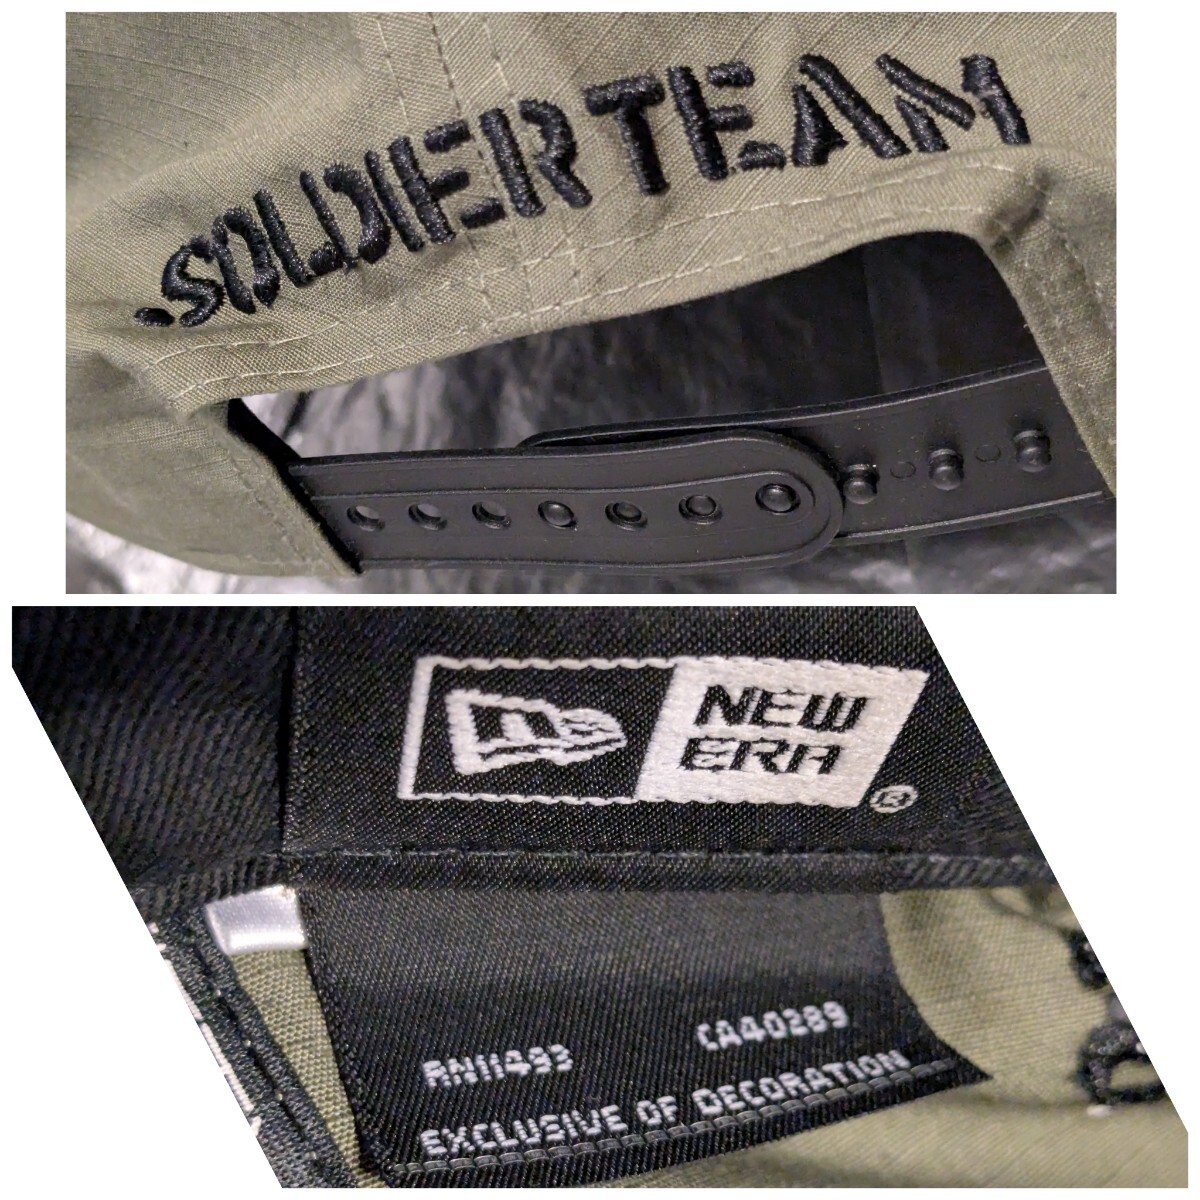 .SOLDIER TEAM
NEW
ERA
®
RN11493 CA40289
EXCLUSIVE OF DECORATION